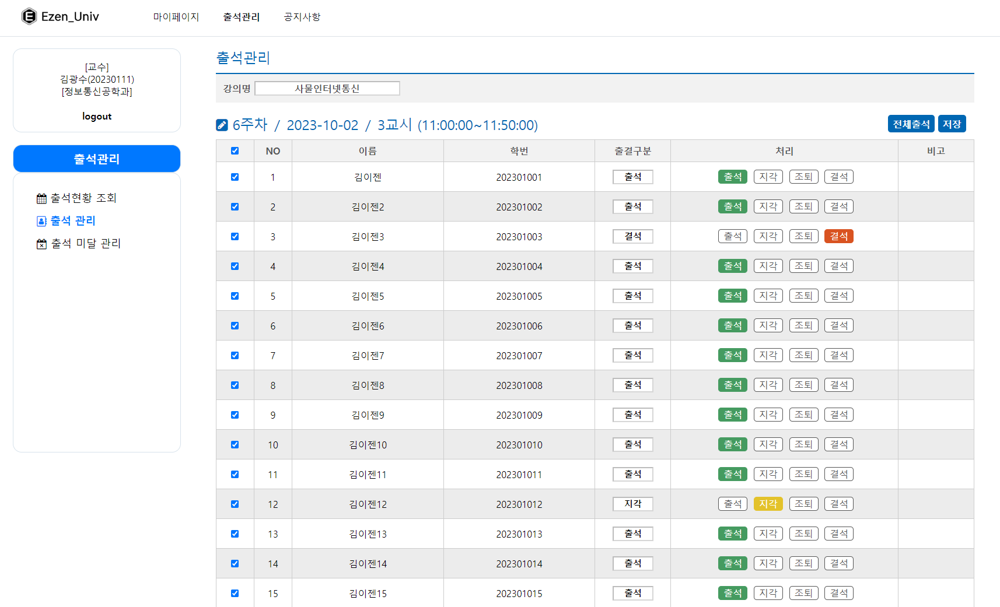 Ezen_Univ 마이페이지 출석관리 공지사항
[교수]
김광수(20230111)
[정보통신공학과]
logout
출석관리
출석현황 조회
출석 관리
출석 미달 관리
출석관리
강의명 사물인터넷통신
6주차 / 2023-10-02 / 3교시 (11:00:00~11:50:00) 전체출석 저장
NO 이름 학번 출결구분 처리 비고
1 김이젠 202301001 출석 출석 지각 조퇴 결석
2 김이젠2 202301002 출석 출석 지각 조퇴 결석
3 김이젠3 202301003 결석 출석 지각 조퇴 결석
4 김이젠4 202301004 출석 출석 지각 조퇴 결석
5 김이젠5 202301005 출석 출석 지각 조퇴 결석
6 김이젠6 202301006 출석 출석 지각 조퇴 결석
7 김이젠7 202301007 출석 출석 지각 조퇴 결석
8 김이젠8 202301008 출석 출석 지각 조퇴 결석
9 김이젠9 202301009 출석 출석 지각 조퇴 결석
10 김이젠10 202301010 출석 출석 지각 조퇴 결석
11 김이젠11 202301011 출석 출석 지각 조퇴 결석
12 김이젠12 202301012 지각 출석 지각 조퇴 결석
13 김이젠13 202301013 출석 출석 지각 조퇴 결석
14 김이젠14 202301014 출석 출석 지각 조퇴 결석
15 김이젠15 202301015 출석 출석 지각 조퇴 결석